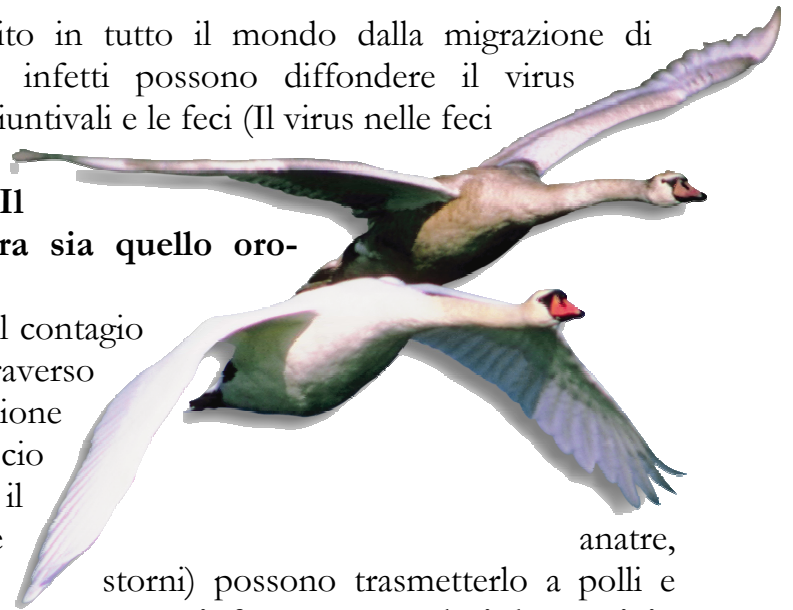 ito in tutto il mondo dalla migrazione di
infetti possono diffondere il virus
iuntivali e le feci (Il virus nelle feci
Il
ra sia quello oro-
l contagio
raverso
ione
cio
il
e anatre,
storni) possono trasmetterlo a polli e